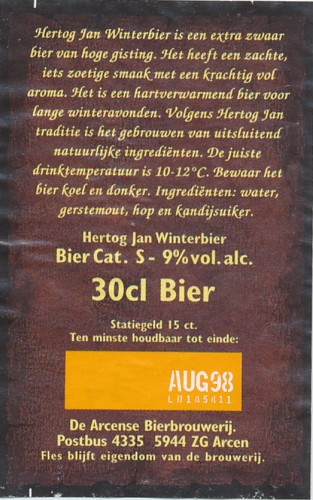 Hertog Jan Winterbier is een extra zwaar
bier van hoge gisting. Het heeft een zachte,
iets zoetige smaak met een krachtig vol
aroma. Het is een hartverwarmend bier voor
lange winteravonden. Volgens Hertog Jan
traditie is het gebrouwen van uitsluitend
natuurlijke ingrediënten. De juiste
drinktemperatuur is 10-12°C. Bewaar het
bier koel en donker. Ingrediënten: water,
gerstemout, hop en kandijsuiker.
Hertog Jan Winterbier
Bier Cat. S - 9% vol. alc.
30cl Bier
Statiegeld 15 ct.
Ten minste houdbaar tot einde:
AUG98
De Arcense Bierbrouwerij.
Postbus 4335 5944 ZG Arcen
Fles blijft eigendom van de brouwerij.